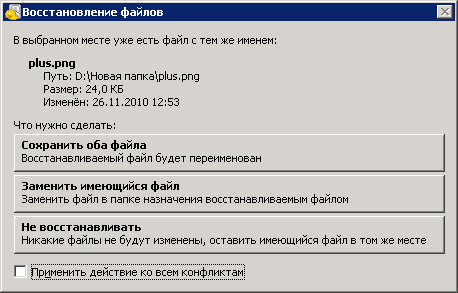 Восстановление файлов
В выбранном месте уже есть файл с тем же именем:
plus.png
Путь: D:\Новая папка\plus.png
Размер: 24,0 КБ
Изменён: 26.11.2010 12:53
Что нужно сделать:
Сохранить оба файла
Восстанавливаемый файл будет переименован
Заменить имеющийся файл
Заменить файл в папке назначения восстанавливаемым файлом
Не восстанавливать
Никакие файлы не будут изменены, оставить имеющийся файл в том же месте
Применить действие ко всем конфликтам